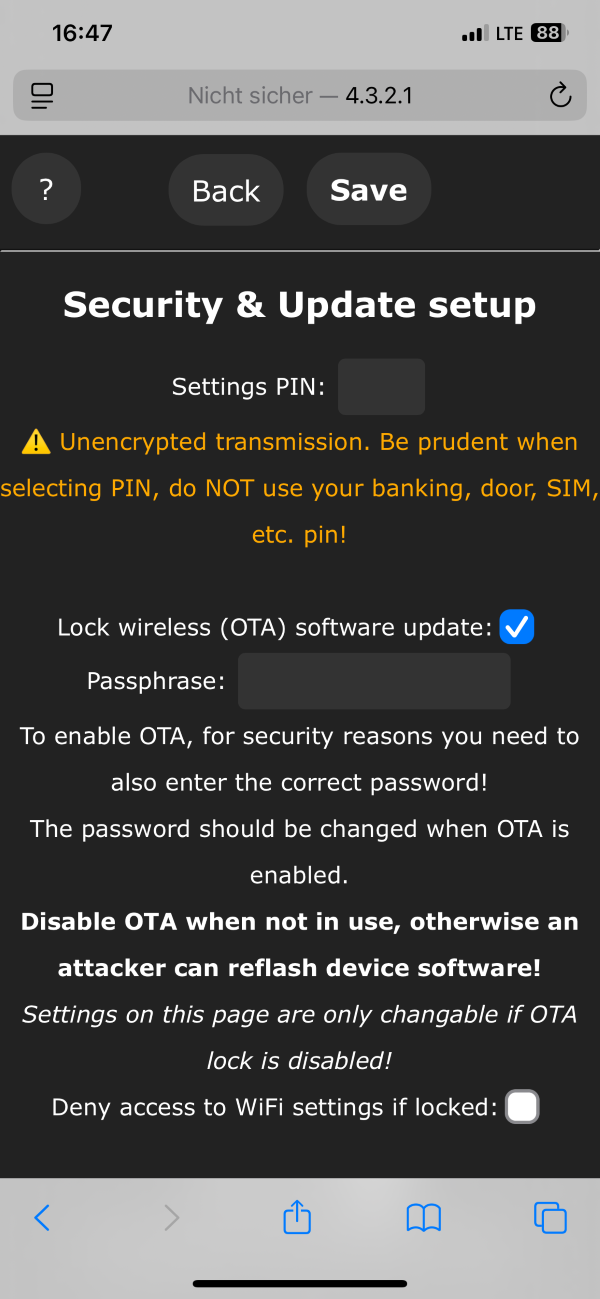 16:47
LTE 88
Nicht sicher — 4.3.2.1
? Back Save
Security & Update setup
Settings PIN:
⚠️ Unencrypted transmission. Be prudent when
selecting PIN, do NOT use your banking, door, SIM,
etc. pin!
Lock wireless (OTA) software update:
Passphrase:
To enable OTA, for security reasons you need to
also enter the correct password!
The password should be changed when OTA is
enabled.
Disable OTA when not in use, otherwise an
attacker can reflash device software!
Settings on this page are only changable if OTA
lock is disabled!
Deny access to WiFi settings if locked: